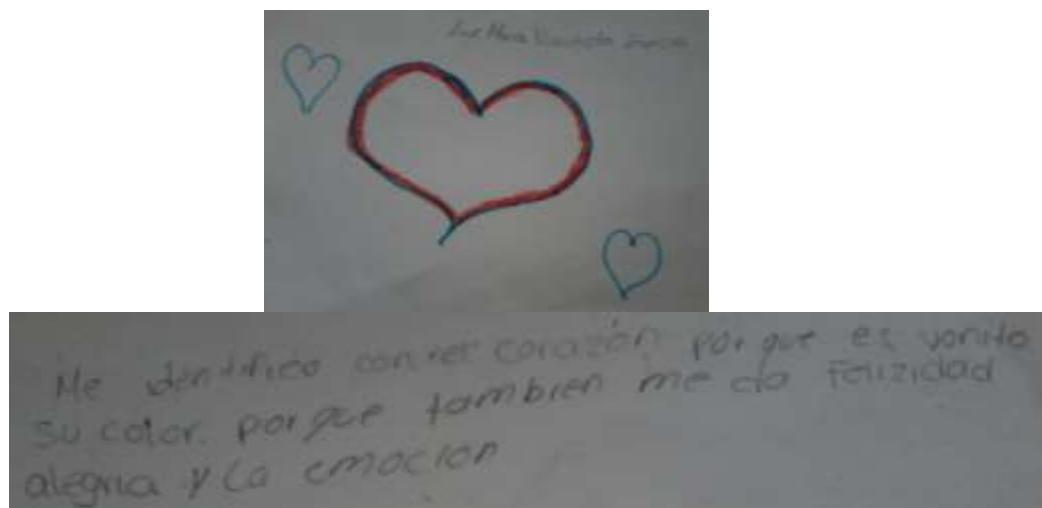 Me identifico con el corazón porque es vonito
su color. porque tambien me da Felizidad
alegria y La emocion